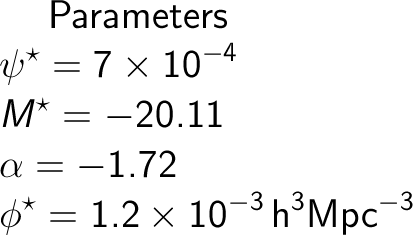 Parameters
ψ⋆ = 7 × 10⁻⁴
M⋆ = −20.11
α = −1.72
ϕ⋆ = 1.2 × 10⁻³ h³Mpc⁻³